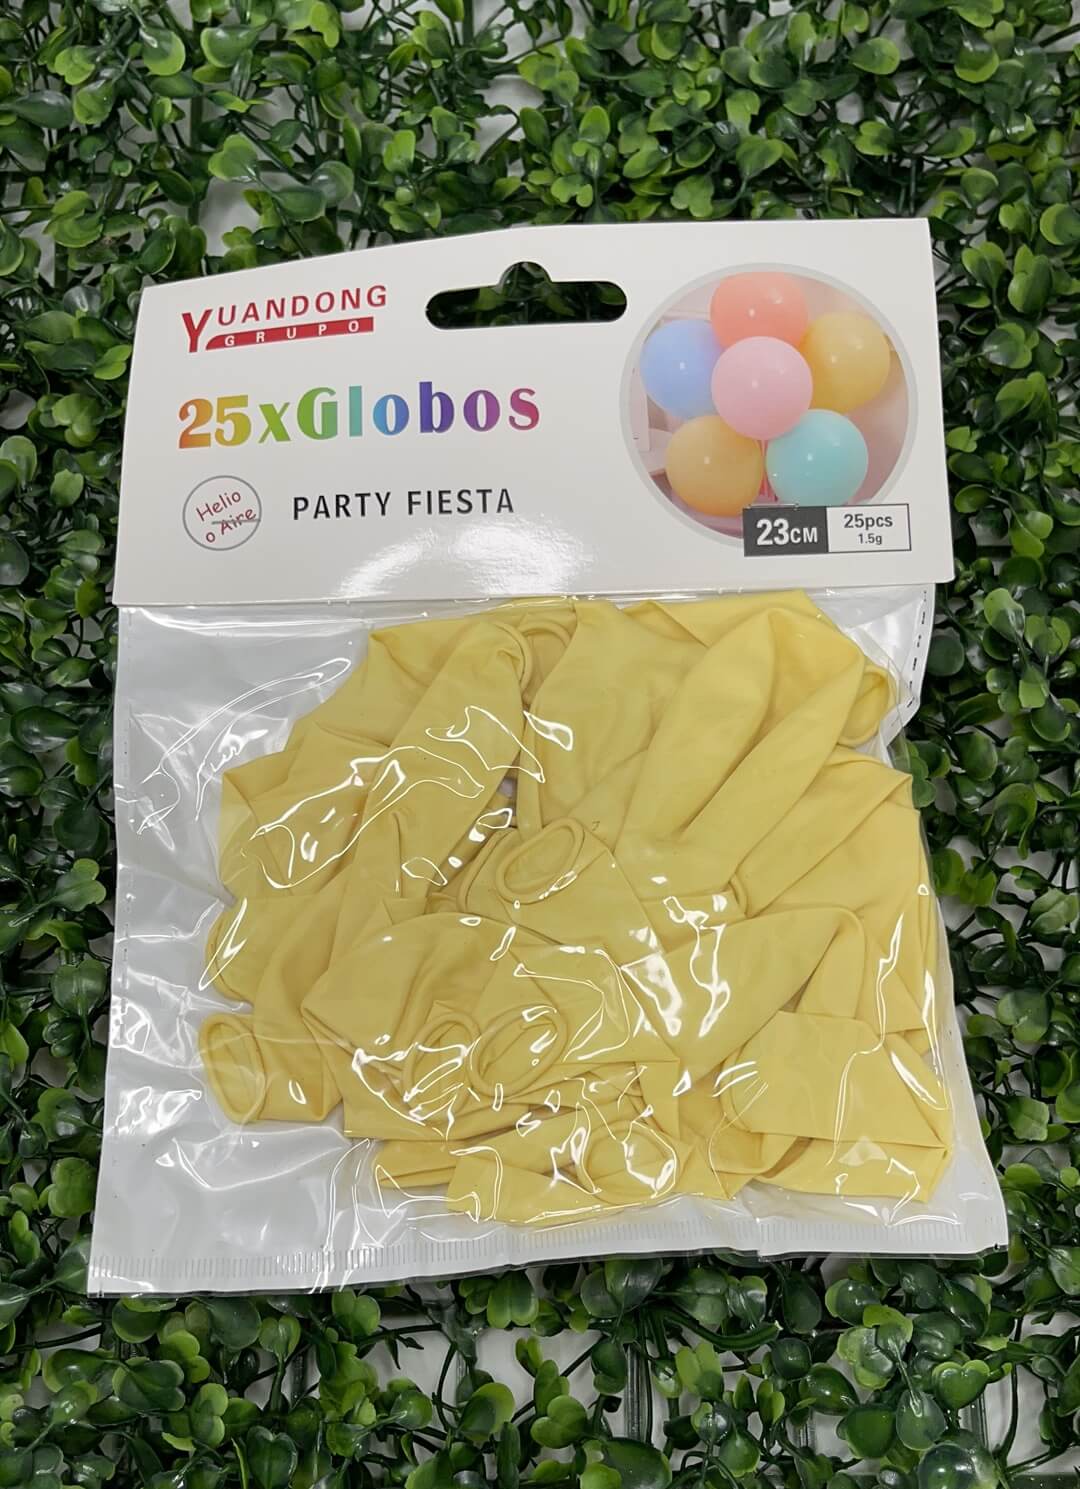 YUANDONG
GRUPO
25xGlobos
Helio
o Aire
PARTY FIESTA
23CM
25pcs
1.5g